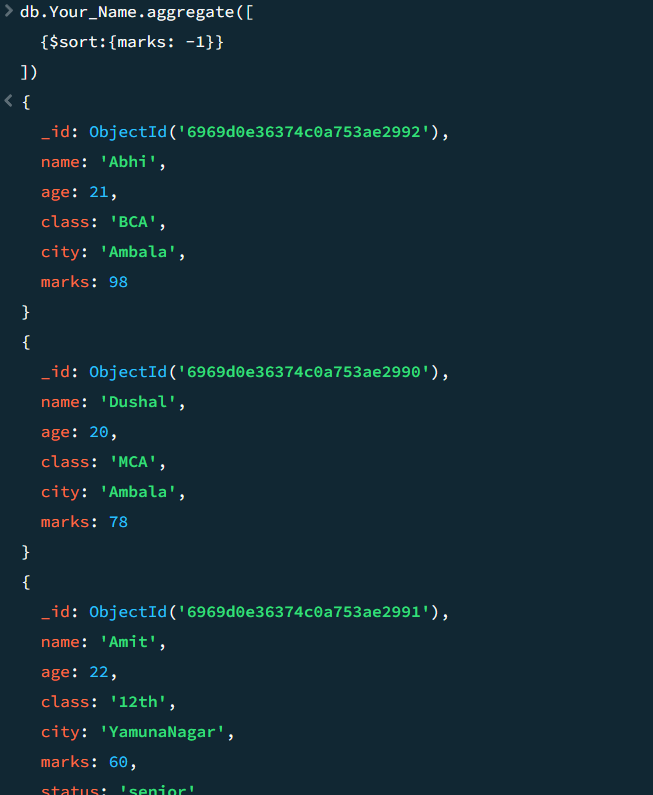 > db.Your_Name.aggregate([
{$sort:{marks: -1}}
])
< {
_id: ObjectId('6969d0e36374c0a753ae2992'),
name: 'Abhi',
age: 21,
class: 'BCA',
city: 'Ambala',
marks: 98
}
{
_id: ObjectId('6969d0e36374c0a753ae2990'),
name: 'Dushal',
age: 20,
class: 'MCA',
city: 'Ambala',
marks: 78
}
{
_id: ObjectId('6969d0e36374c0a753ae2991'),
name: 'Amit',
age: 22,
class: '12th',
city: 'YamunaNagar',
marks: 60,
status: 'senior'